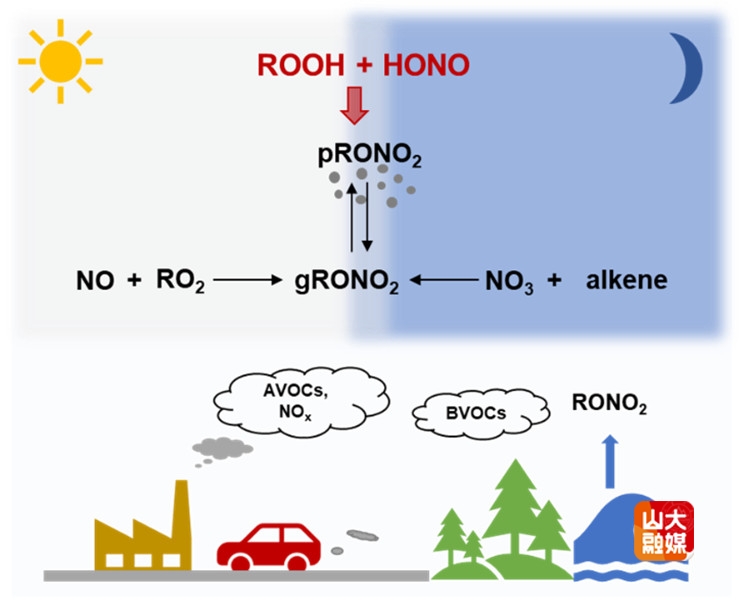 ROOH + HONO
pRONO₂
NO + RO₂ gRONO₂ NO₃ + alkene
AVOCs,
NOₓ
BVOCs
RONO₂
山大
融媒